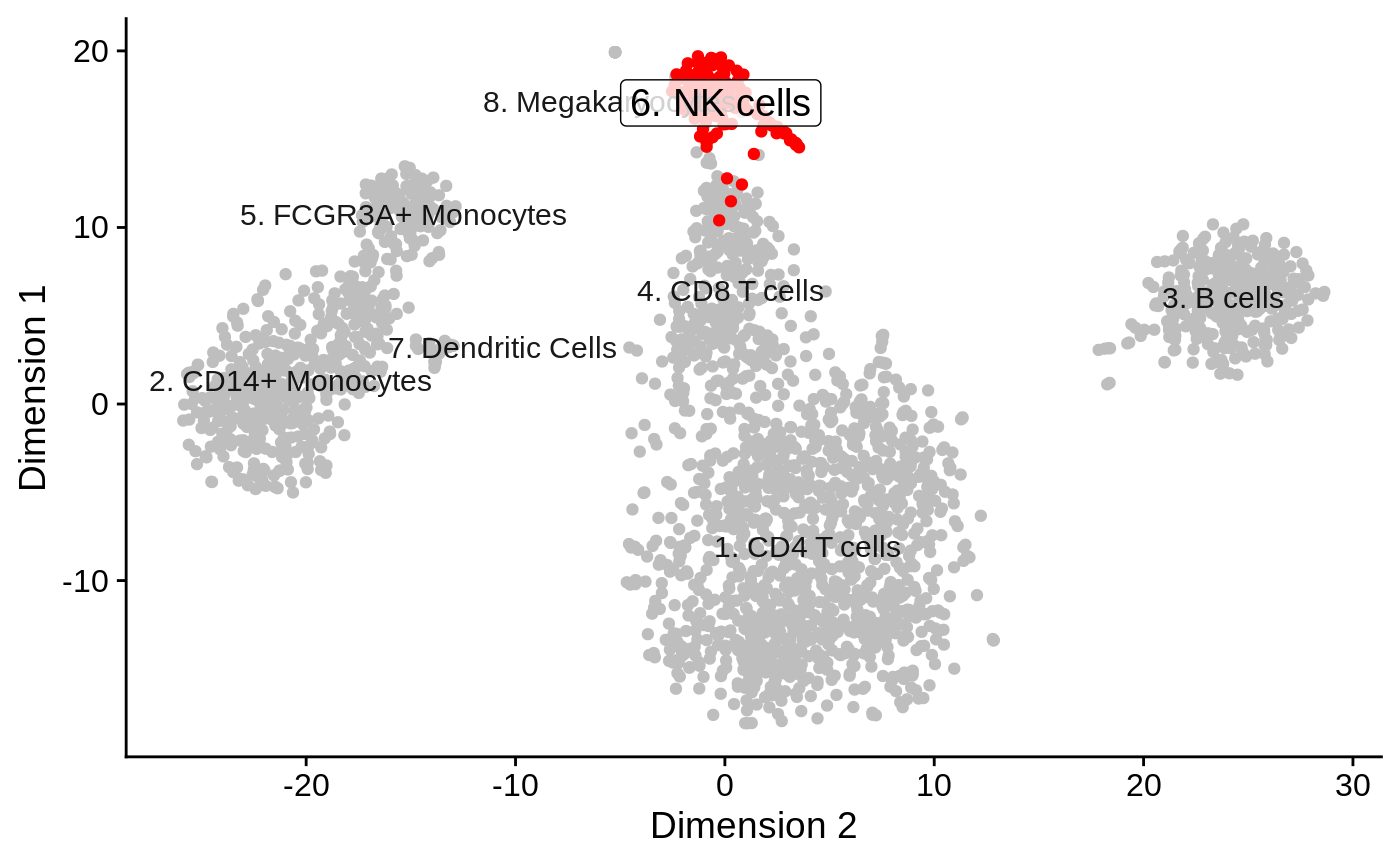 20
8. Megakaryocytes
6. NK cells
5. FCGR3A+ Monocytes
10
4. CD8 T cells
3. B cells
7. Dendritic Cells
2. CD14+ Monocytes
0
1. CD4 T cells
-10
Dimension 1
-20
-10
0
10
20
30
Dimension 2